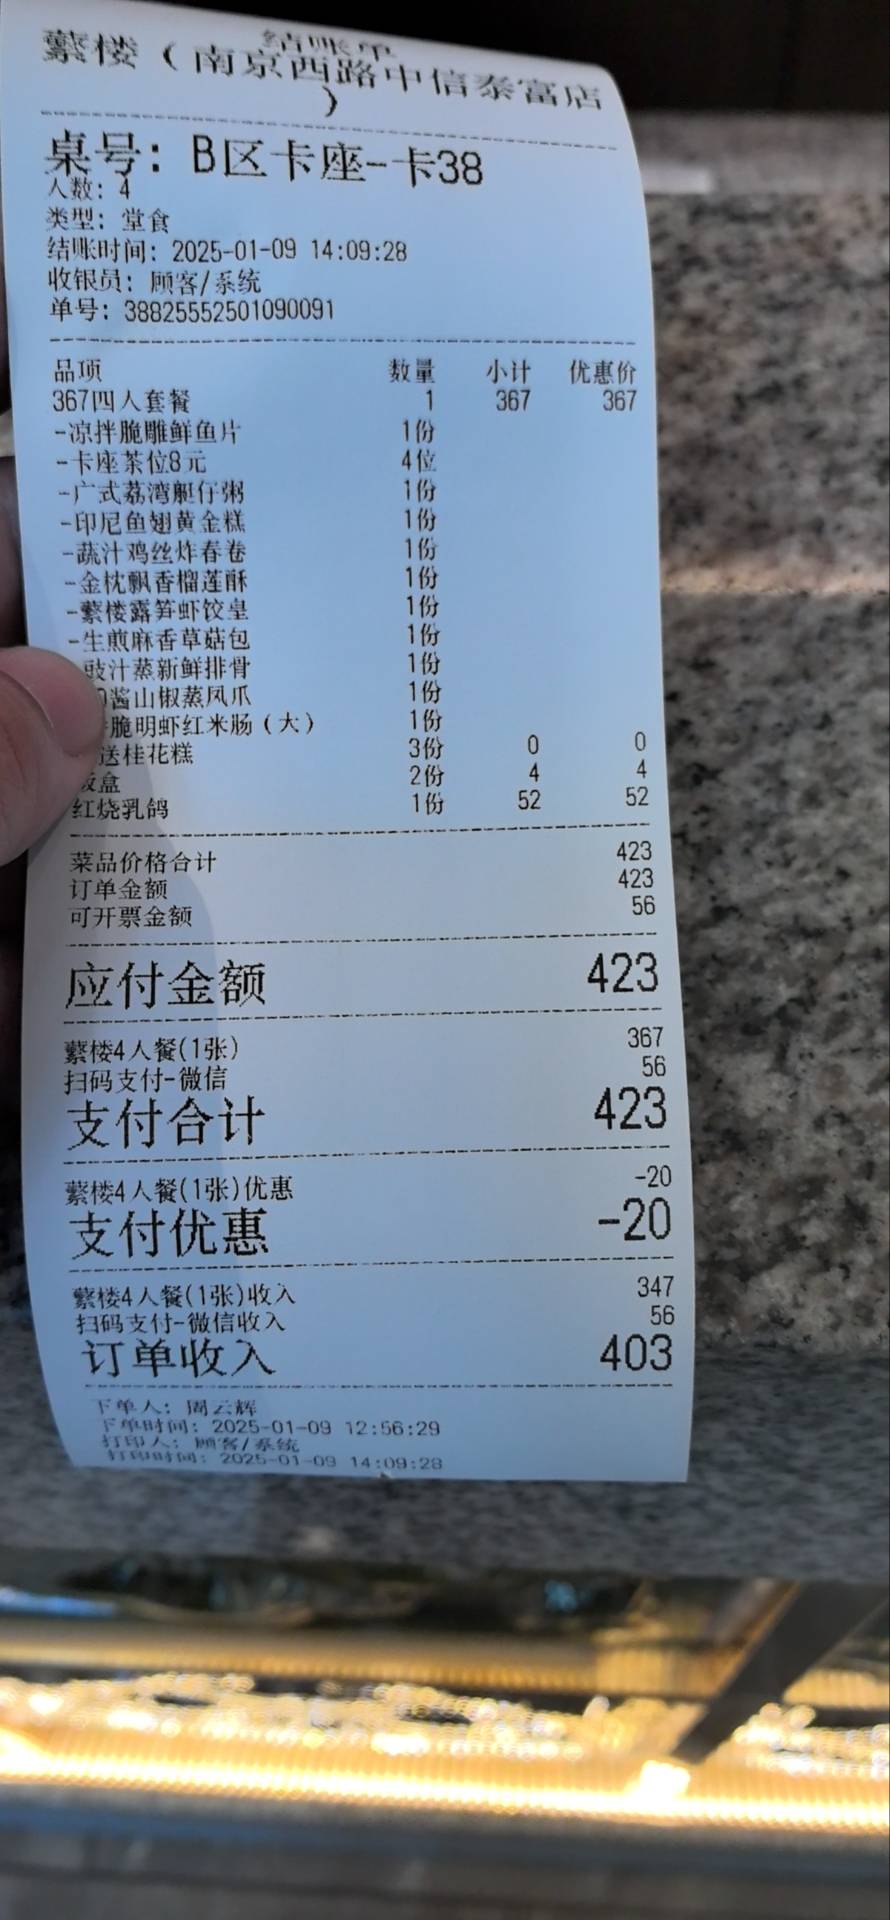 结账单
蘩楼（南京西路中信泰富店
）
桌号：B区卡座-卡38
人数：4
类型：堂食
结账时间：2025-01-09 14:09:28
收银员：顾客/系统
单号：38825552501090091
品项 数量 小计 优惠价
367四人套餐 1 367 367
-凉拌脆雕鲜鱼片 1份
-卡座茶位8元 4位
-广式荔湾艇仔粥 1份
-印尼鱼翅黄金糕 1份
-蔬汁鸡丝炸春卷 1份
-金枕飘香榴莲酥 1份
-蘩楼露笋虾饺皇 1份
-生煎麻香草菇包 1份
豉汁蒸新鲜排骨 1份
酱山椒蒸凤爪 1份
脆明虾红米肠（大） 1份
送桂花糕 3份 0 0
盒 2份 4 4
红烧乳鸽 1份 52 52
菜品价格合计 423
订单金额 423
可开票金额 56
应付金额 423
蘩楼4人餐(1张) 367
扫码支付-微信 56
支付合计 423
蘩楼4人餐(1张)优惠 -20
支付优惠 -20
蘩楼4人餐(1张)收入 347
扫码支付-微信收入 56
订单收入 403
下单人：周云辉
下单时间：2025-01-09 12:56:29
打印人：顾客/系统
打印时间：2025-01-09 14:09:28